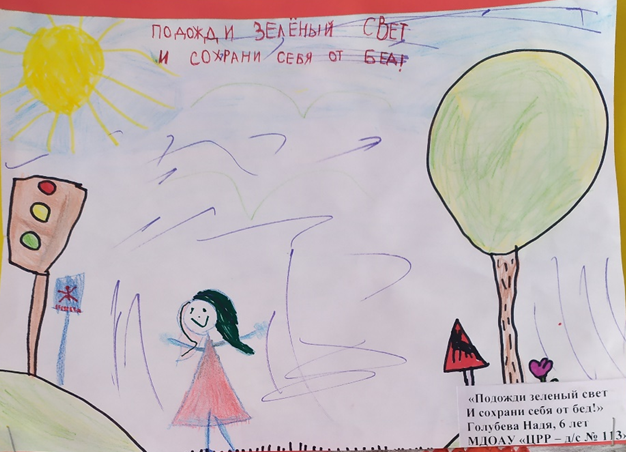 ПОДОЖДИ ЗЕЛЁНЫЙ СВЕТ
И СОХРАНИ СЕБЯ ОТ БЕД!
«Подожди зеленый свет
И сохрани себя от бед!»
Голубева Надя, 6 лет
МДОАУ «ЦРР – д/с № 113»